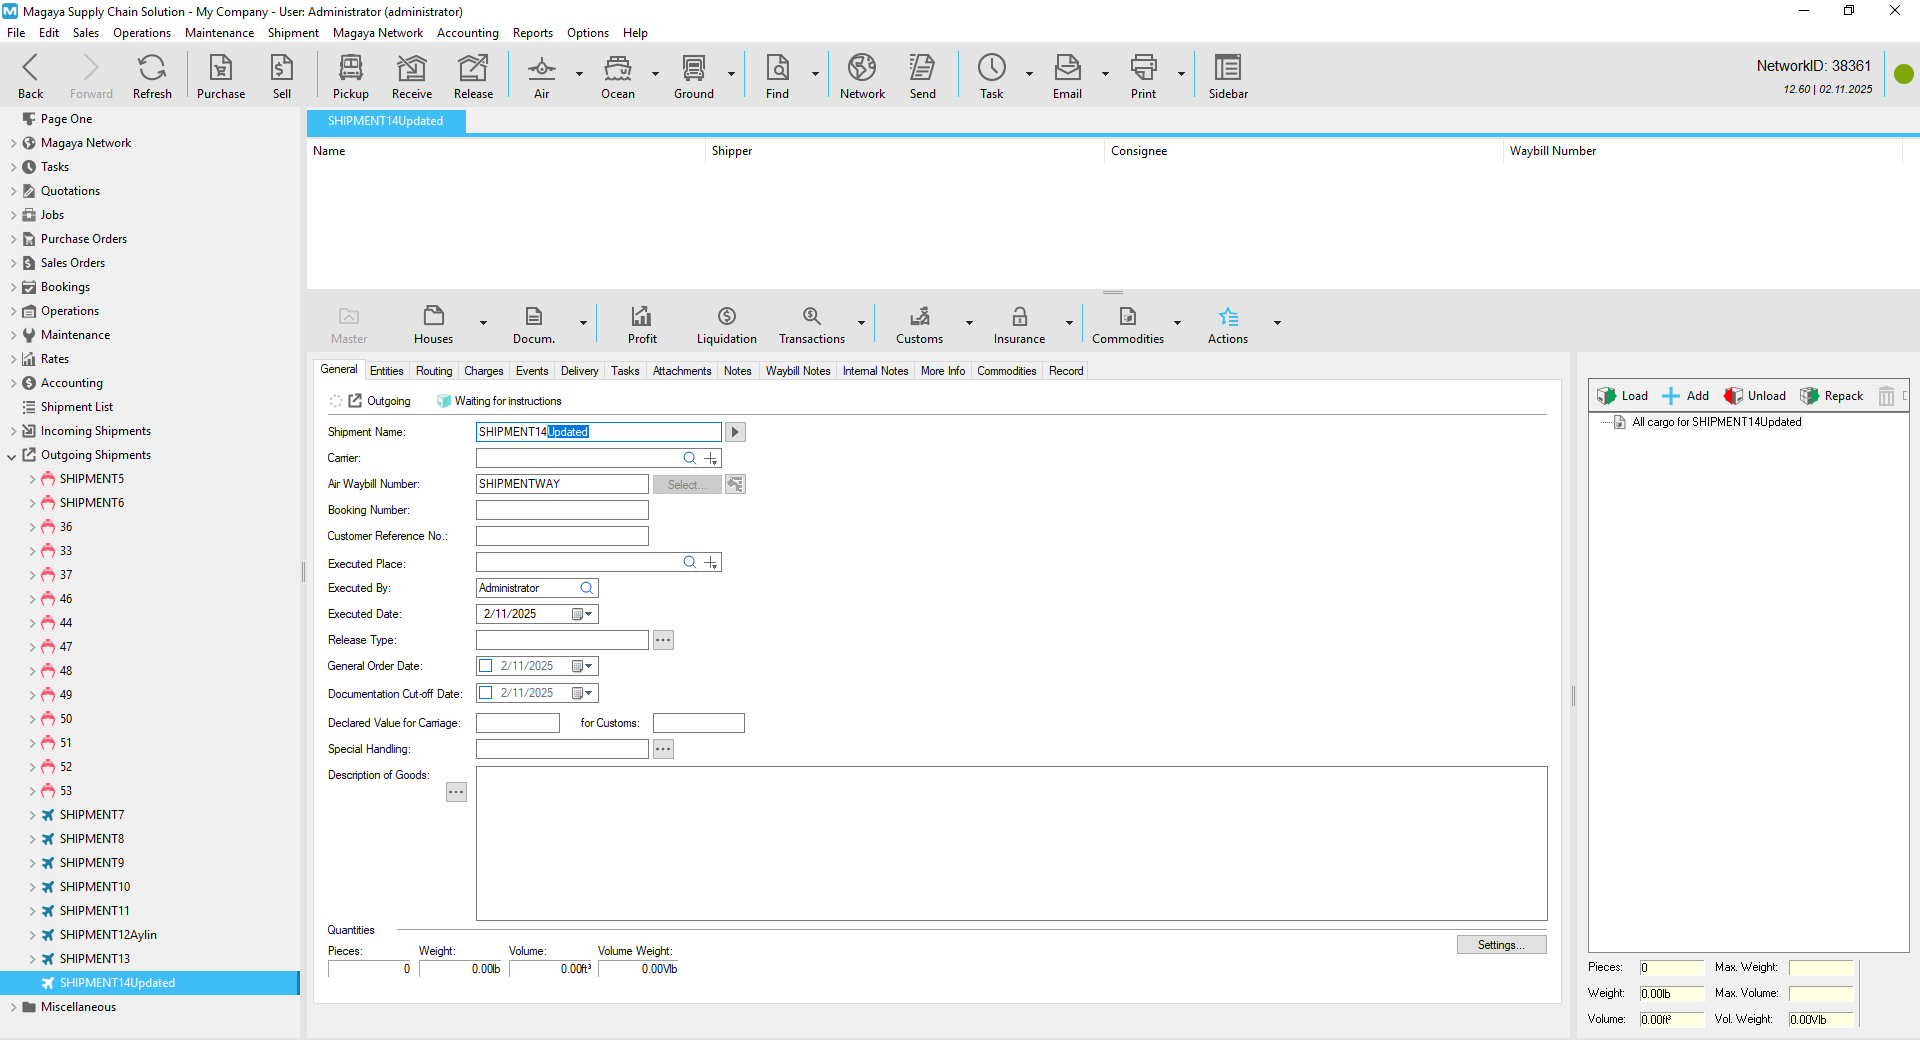 Magaya Supply Chain Solution - My Company - User: Administrator (administrator)
File Edit Sales Operations Maintenance Shipment Magaya Network Accounting Reports Options Help
Back Forward Refresh Purchase Sell Pickup Receive Release Air Ocean Ground Find Network Send Task Email Print Sidebar
NetworkID: 38361
12.60 | 02.11.2025
Page One
Magaya Network
Tasks
Quotations
Jobs
Purchase Orders
Sales Orders
Bookings
Operations
Maintenance
Rates
Accounting
Shipment List
Incoming Shipments
Outgoing Shipments
SHIPMENT5
SHIPMENT6
36
33
37
46
44
47
48
49
50
51
52
53
SHIPMENT7
SHIPMENT8
SHIPMENT9
SHIPMENT10
SHIPMENT11
SHIPMENT12Aylin
SHIPMENT13
SHIPMENT14Updated
Miscellaneous
SHIPMENT14Updated
Name Shipper Consignee Waybill Number
Master Houses Docum. Profit Liquidation Transactions Customs Insurance Commodities Actions
General Entities Routing Charges Events Delivery Tasks Attachments Notes Waybill Notes Internal Notes More Info Commodities Record
Outgoing Waiting for instructions
Shipment Name: SHIPMENT14Updated
Carrier:
Air Waybill Number: SHIPMENTWAY Select...
Booking Number:
Customer Reference No.:
Executed Place:
Executed By: Administrator
Executed Date: 2/11/2025
Release Type:
General Order Date: 2/11/2025
Documentation Cut-off Date: 2/11/2025
Declared Value for Carriage: for Customs:
Special Handling:
Description of Goods:
Quantities
Settings...
Pieces: Weight: Volume: Volume Weight:
0 0.00lb 0.00ft³ 0.00Vlb
Load Add Unload Repack
All cargo for SHIPMENT14Updated
Pieces: 0 Max. Weight:
Weight: 0.00lb Max. Volume:
Volume: 0.00ft³ Vol. Weight: 0.00Vlb